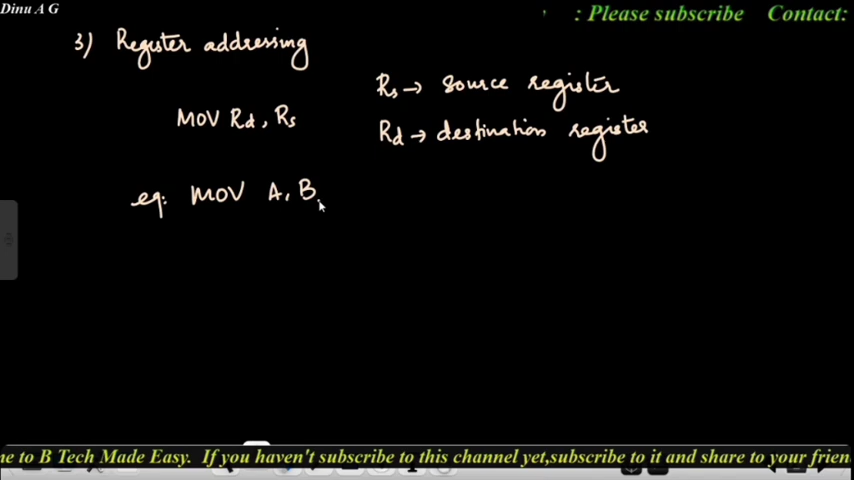 Dinu A G
: Please subscribe Contact:
3) Register addressing
Rs → source register
MOV Rd, Rs
Rd → destination register
eg: MOV A, B.
ne to B Tech Made Easy. If you haven't subscribe to this channel yet,subscribe to it and share to your frien